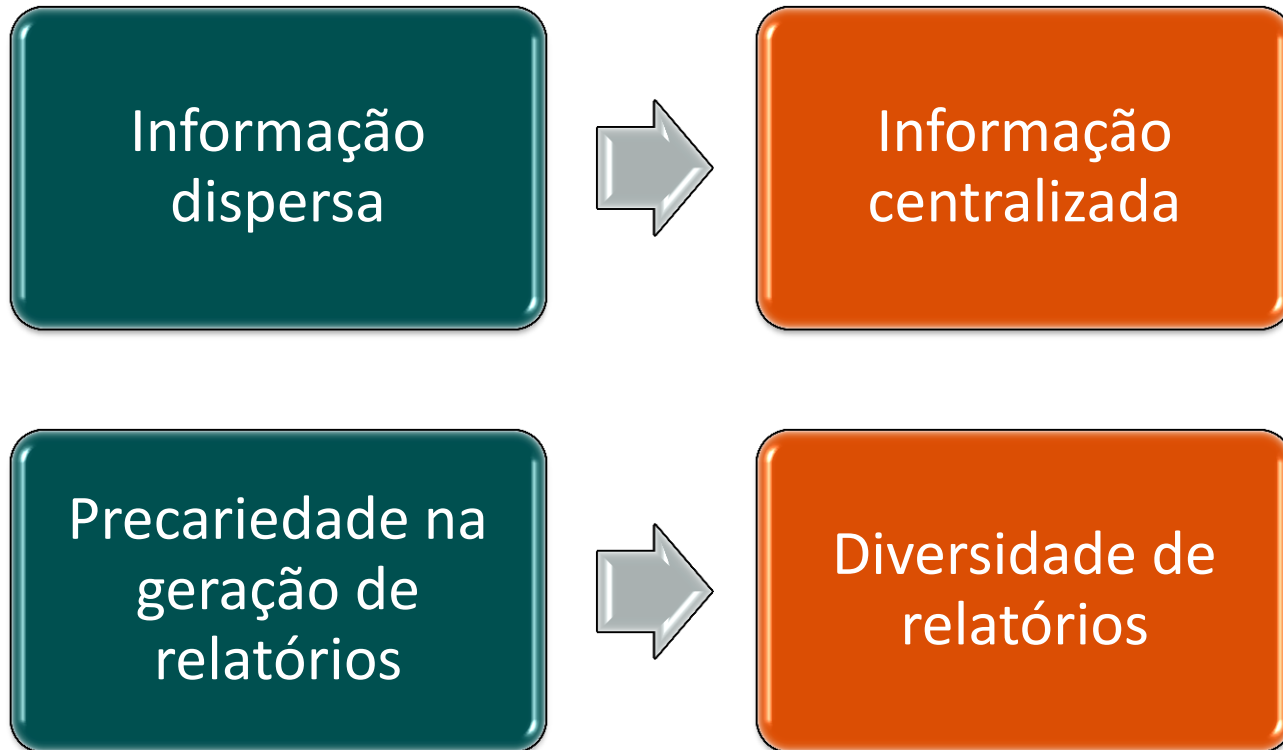 Informação
dispersa
Informação
centralizada
Precariedade na
geração de
relatórios
Diversidade de
relatórios